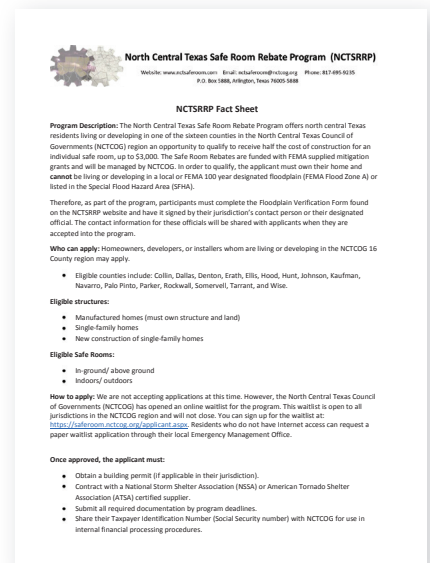 North Central Texas Safe Room Rebate Program (NCTSRRP)
Website: www.nctsaferoom.com Email: nctsaferoom@nctcog.org Phone: 817-695-9235
P.O. Box 5888, Arlington, Texas 76005-5888
NCTSRRP Fact Sheet
Program Description: The North Central Texas Safe Room Rebate Program offers north central Texas
residents living or developing in one of the sixteen counties in the North Central Texas Council of
Governments (NCTCOG) region an opportunity to qualify to receive half the cost of construction for an
individual safe room, up to $3,000. The Safe Room Rebates are funded with FEMA supplied mitigation
grants and will be managed by NCTCOG. In order to qualify, the applicant must own their home and
cannot be living or developing in a local or FEMA 100 year designated floodplain (FEMA Flood Zone A) or
listed in the Special Flood Hazard Area (SFHA).
Therefore, as part of the program, participants must complete the Floodplain Verification Form found
on the NCTSRRP website and have it signed by their jurisdiction's contact person or their designated
official. The contact information for these officials will be shared with applicants when they are
accepted into the program.
Who can apply: Homeowners, developers, or installers whom are living or developing in the NCTCOG 16
County region may apply.
• Eligible counties include: Collin, Dallas, Denton, Erath, Ellis, Hood, Hunt, Johnson, Kaufman,
Navarro, Palo Pinto, Parker, Rockwall, Somervell, Tarrant, and Wise.
Eligible structures:
• Manufactured homes (must own structure and land)
• Single-family homes
• New construction of single-family homes
Eligible Safe Rooms:
• In-ground/ above ground
• Indoors/ outdoors
How to apply: We are not accepting applications at this time. However, the North Central Texas Council
of Governments (NCTCOG) has opened an online waitlist for the program. This waitlist is open to all
jurisdictions in the NCTCOG region and will not close. You can sign up for the waitlist at:
https://saferoom.nctcog.org/applicant.aspx. Residents who do not have Internet access can request a
paper waitlist application through their local Emergency Management Office.
Once approved, the applicant must:
• Obtain a building permit (if applicable in their jurisdiction).
• Contract with a National Storm Shelter Association (NSSA) or American Tornado Shelter
Association (ATSA) certified supplier.
• Submit all required documentation by program deadlines.
• Share their Taxpayer Identification Number (Social Security number) with NCTCOG for use in
internal financial processing procedures.